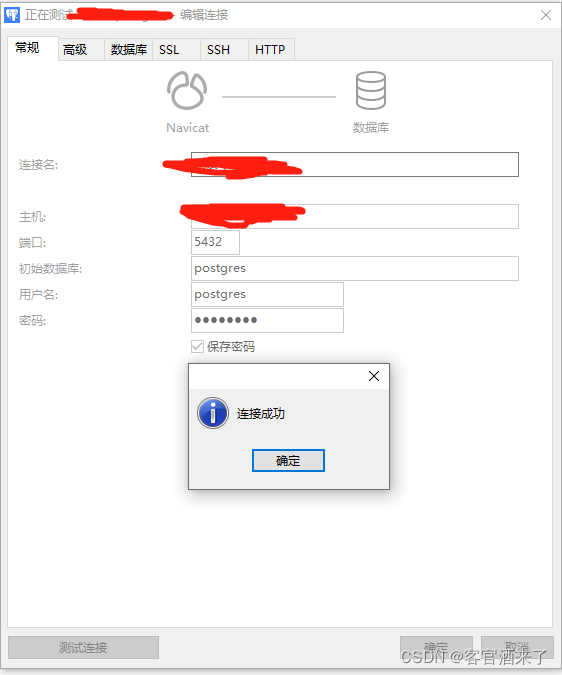 正在测试 - 编辑连接
常规 高级 数据库 SSL SSH HTTP
Navicat 数据库
连接名:
主机:
端口: 5432
初始数据库: postgres
用户名: postgres
密码: ●●●●●●●●
保存密码
连接成功
确定
测试连接 确定 取消
CSDN @客官酒来了